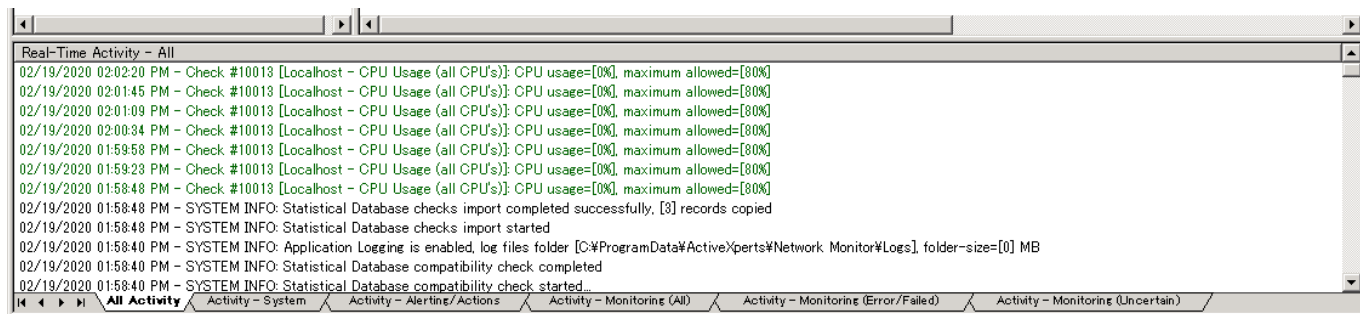 Real-Time Activity - All
02/19/2020 02:02:20 PM - Check #10013 [Localhost - CPU Usage (all CPU's)]: CPU usage=[0%], maximum allowed=[80%]
02/19/2020 02:01:45 PM - Check #10013 [Localhost - CPU Usage (all CPU's)]: CPU usage=[0%], maximum allowed=[80%]
02/19/2020 02:01:09 PM - Check #10013 [Localhost - CPU Usage (all CPU's)]: CPU usage=[0%], maximum allowed=[80%]
02/19/2020 02:00:34 PM - Check #10013 [Localhost - CPU Usage (all CPU's)]: CPU usage=[0%], maximum allowed=[80%]
02/19/2020 01:59:58 PM - Check #10013 [Localhost - CPU Usage (all CPU's)]: CPU usage=[0%], maximum allowed=[80%]
02/19/2020 01:59:23 PM - Check #10013 [Localhost - CPU Usage (all CPU's)]: CPU usage=[0%], maximum allowed=[80%]
02/19/2020 01:58:48 PM - Check #10013 [Localhost - CPU Usage (all CPU's)]: CPU usage=[0%], maximum allowed=[80%]
02/19/2020 01:58:48 PM - SYSTEM INFO: Statistical Database checks import completed successfully, [3] records copied
02/19/2020 01:58:48 PM - SYSTEM INFO: Statistical Database checks import started
02/19/2020 01:58:40 PM - SYSTEM INFO: Application Logging is enabled, log files folder [C:¥ProgramData¥ActiveXperts¥Network Monitor¥Logs], folder-size=[0] MB
02/19/2020 01:58:40 PM - SYSTEM INFO: Statistical Database compatibility check completed
02/19/2020 01:58:40 PM - SYSTEM INFO: Statistical Database compatibility check started...
All Activity Activity - System Activity - Alerting/Actions Activity - Monitoring (All) Activity - Monitoring (Error/Failed) Activity - Monitoring (Uncertain)